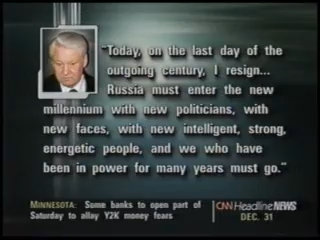 "Today, on the last day of the
outgoing century, I resign...
Russia must enter the new
millennium with new politicians, with
new faces, with new intelligent, strong,
energetic people, and we who have
been in power for many years must go."
MINNESOTA: Some banks to open part of
Saturday to allay Y2K money fears
CNN Headline NEWS
DEC. 31